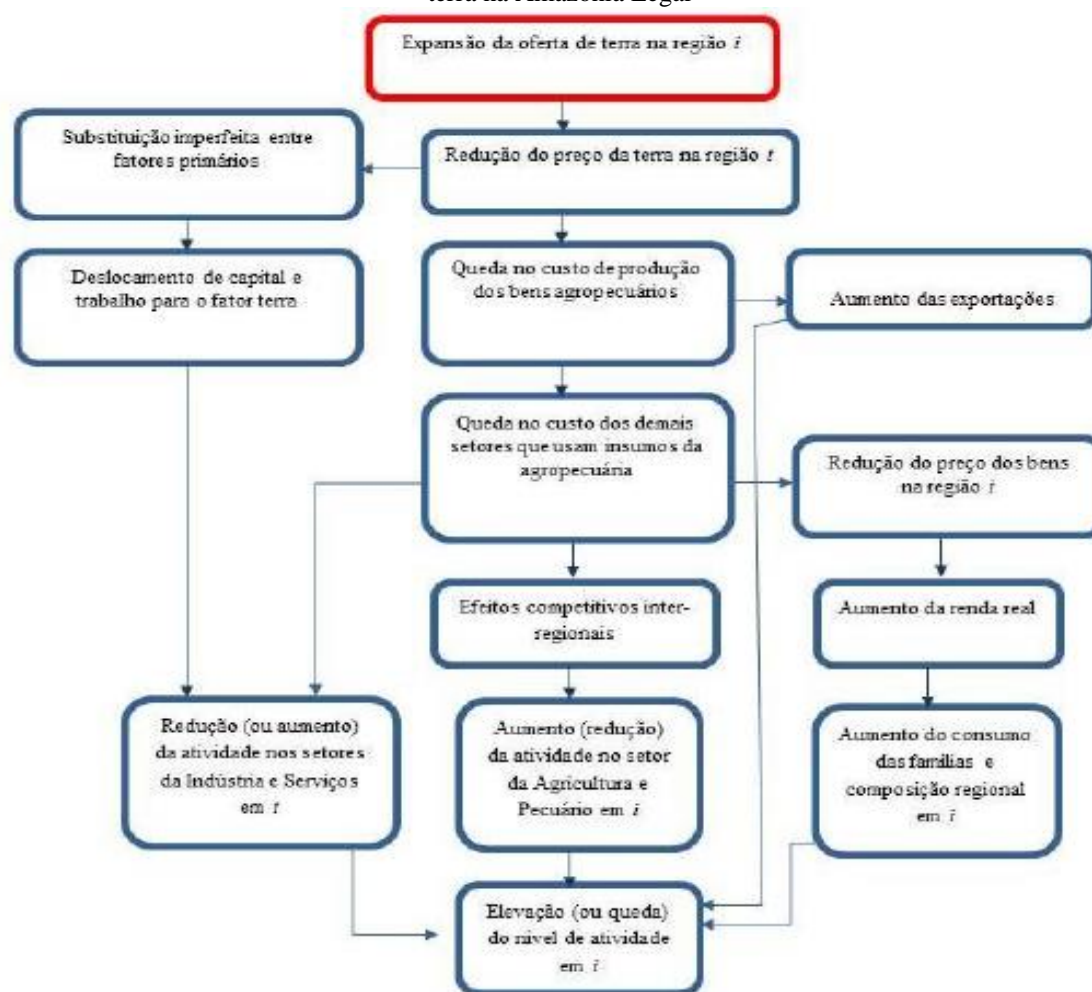 terra na Amazônia Legal
Expansão da oferta de terra na região i
Substituição imperfeita entre
fatores primários
Redução do preço da terra na região i
Deslocamento de capital e
trabalho para o fator terra
Queda no custo de produção
dos bens agropecuários
Aumento das exportações
Queda no custo dos demais
setores que usam insumos da
agropecuária
Redução do preço dos bens
na região i
Efeitos competitivos inter-
regionais
Aumento da renda real
Redução (ou aumento)
da atividade nos setores
da Indústria e Serviços
em i
Aumento (redução)
da atividade no setor
da Agricultura e
Pecuário em i
Aumento do consumo
das famílias e
composição regional
em i
Elevação (ou queda)
do nível de atividade
em i